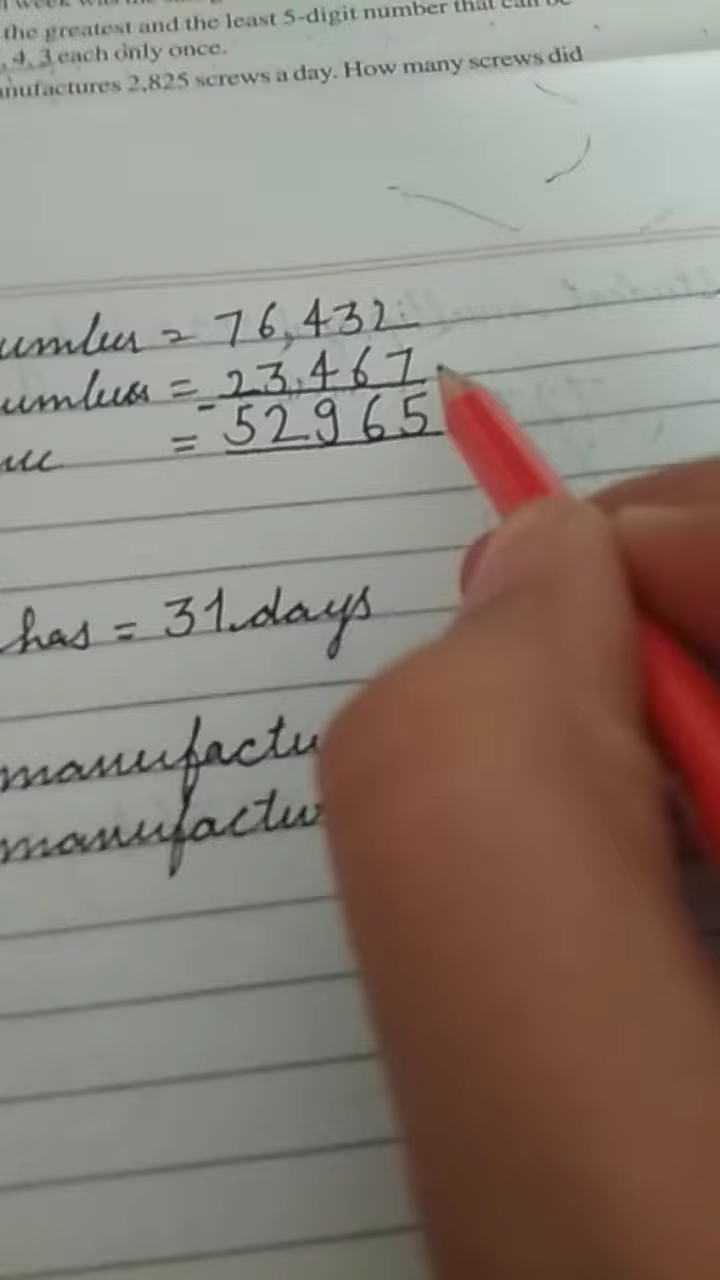 the greatest and the least 5-digit number that can be
, 4, 3 each only once.
nufactures 2,825 screws a day. How many screws did
umber = 76,432
umber = 23,467
- 52965
=
has = 31 days
manufactu
manufactu